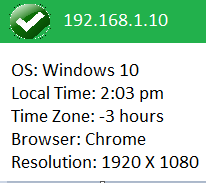 192.168.1.10
OS: Windows 10
Local Time: 2:03 pm
Time Zone: -3 hours
Browser: Chrome
Resolution: 1920 X 1080